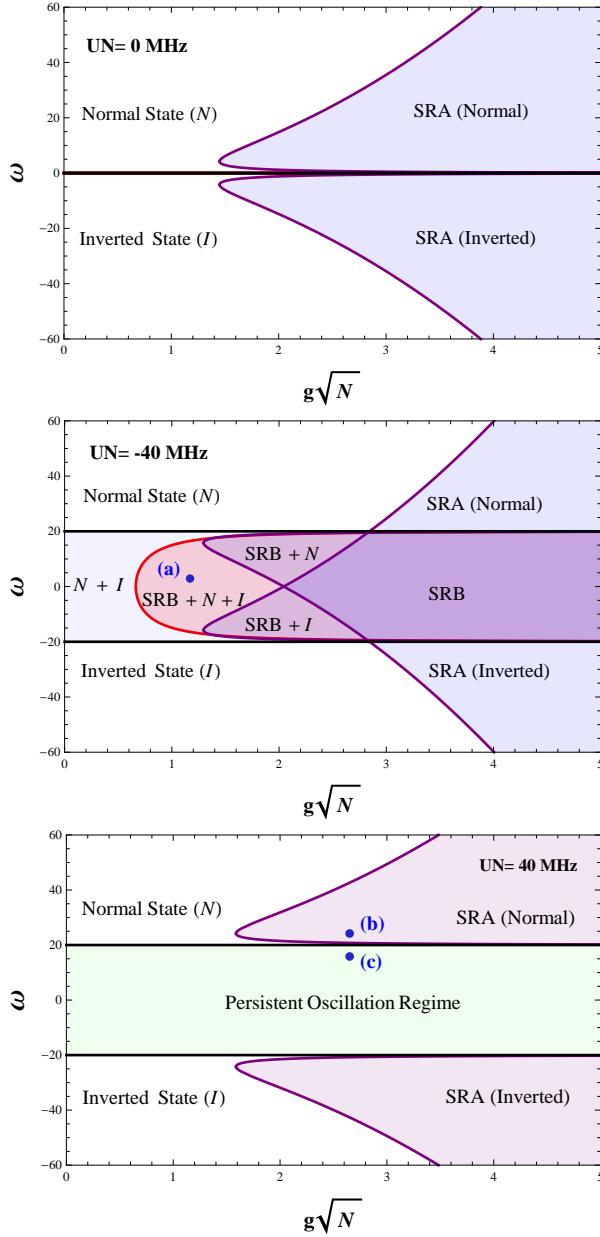 UN= 0 MHz
60
40
20
0
−20
−40
−60
ω
Normal State (N)
SRA (Normal)
Inverted State (I)
SRA (Inverted)
0 1 2 3 4 5
g√N
UN= -40 MHz
60
40
20
0
−20
−40
−60
ω
Normal State (N)
SRA (Normal)
SRB + N
(a)
N + I
SRB + N + I
SRB
SRB + I
Inverted State (I)
SRA (Inverted)
0 1 2 3 4 5
g√N
UN= 40 MHz
60
40
20
0
−20
−40
−60
ω
Normal State (N)
SRA (Normal)
(b)
(c)
Persistent Oscillation Regime
Inverted State (I)
SRA (Inverted)
0 1 2 3 4 5
g√N